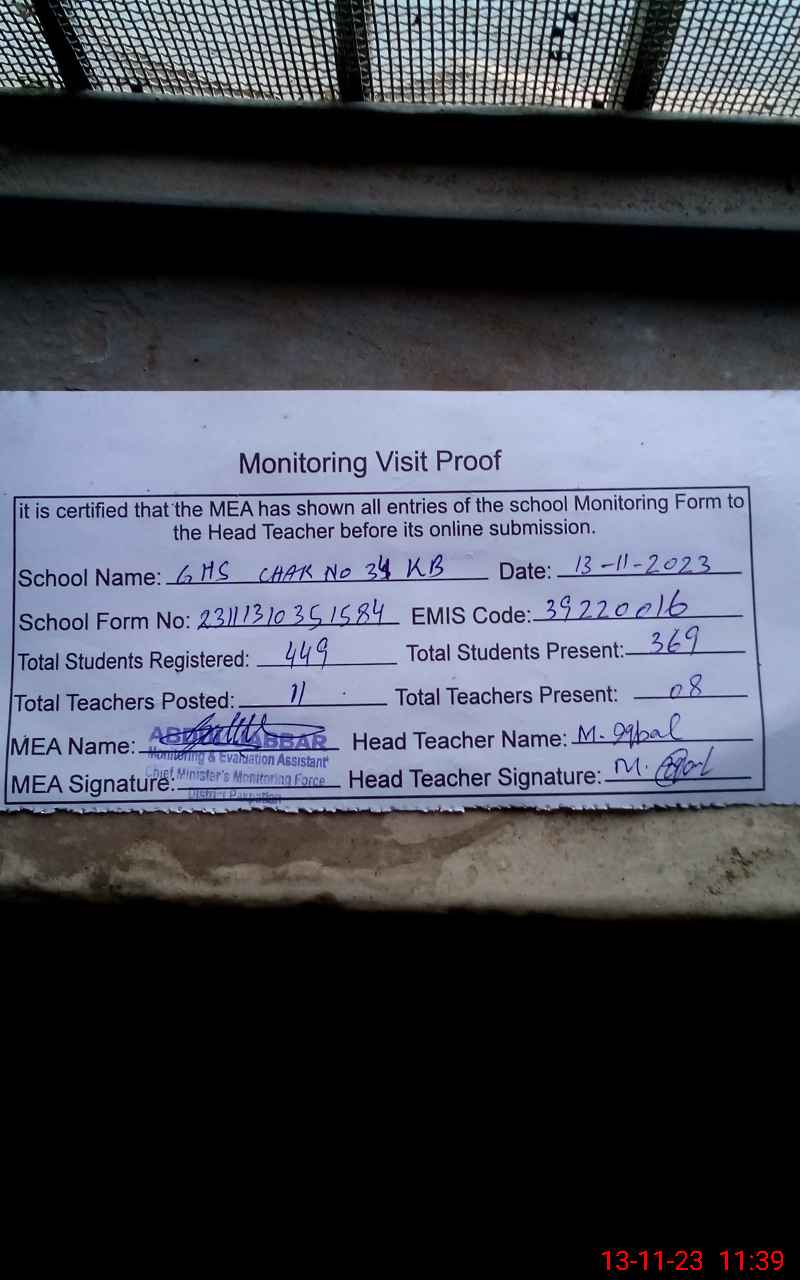 Monitoring Visit Proof
it is certified that the MEA has shown all entries of the school Monitoring Form to
the Head Teacher before its online submission.
School Name: GMS CHAK No 34 KB Date: 13-11-2023
School Form No: 2311131035 1584 EMIS Code: 39220016
Total Students Registered: 449 Total Students Present: 369
Total Teachers Posted: 11 Total Teachers Present: 08
MEA Name: ABBAR Head Teacher Name: M. Iqbal
Monitoring & Evaluation Assistant
MEA Signature: Chief Minister's Monitoring Force Head Teacher Signature: M. Iqbal
District Pakpattan
13-11-23 11:39